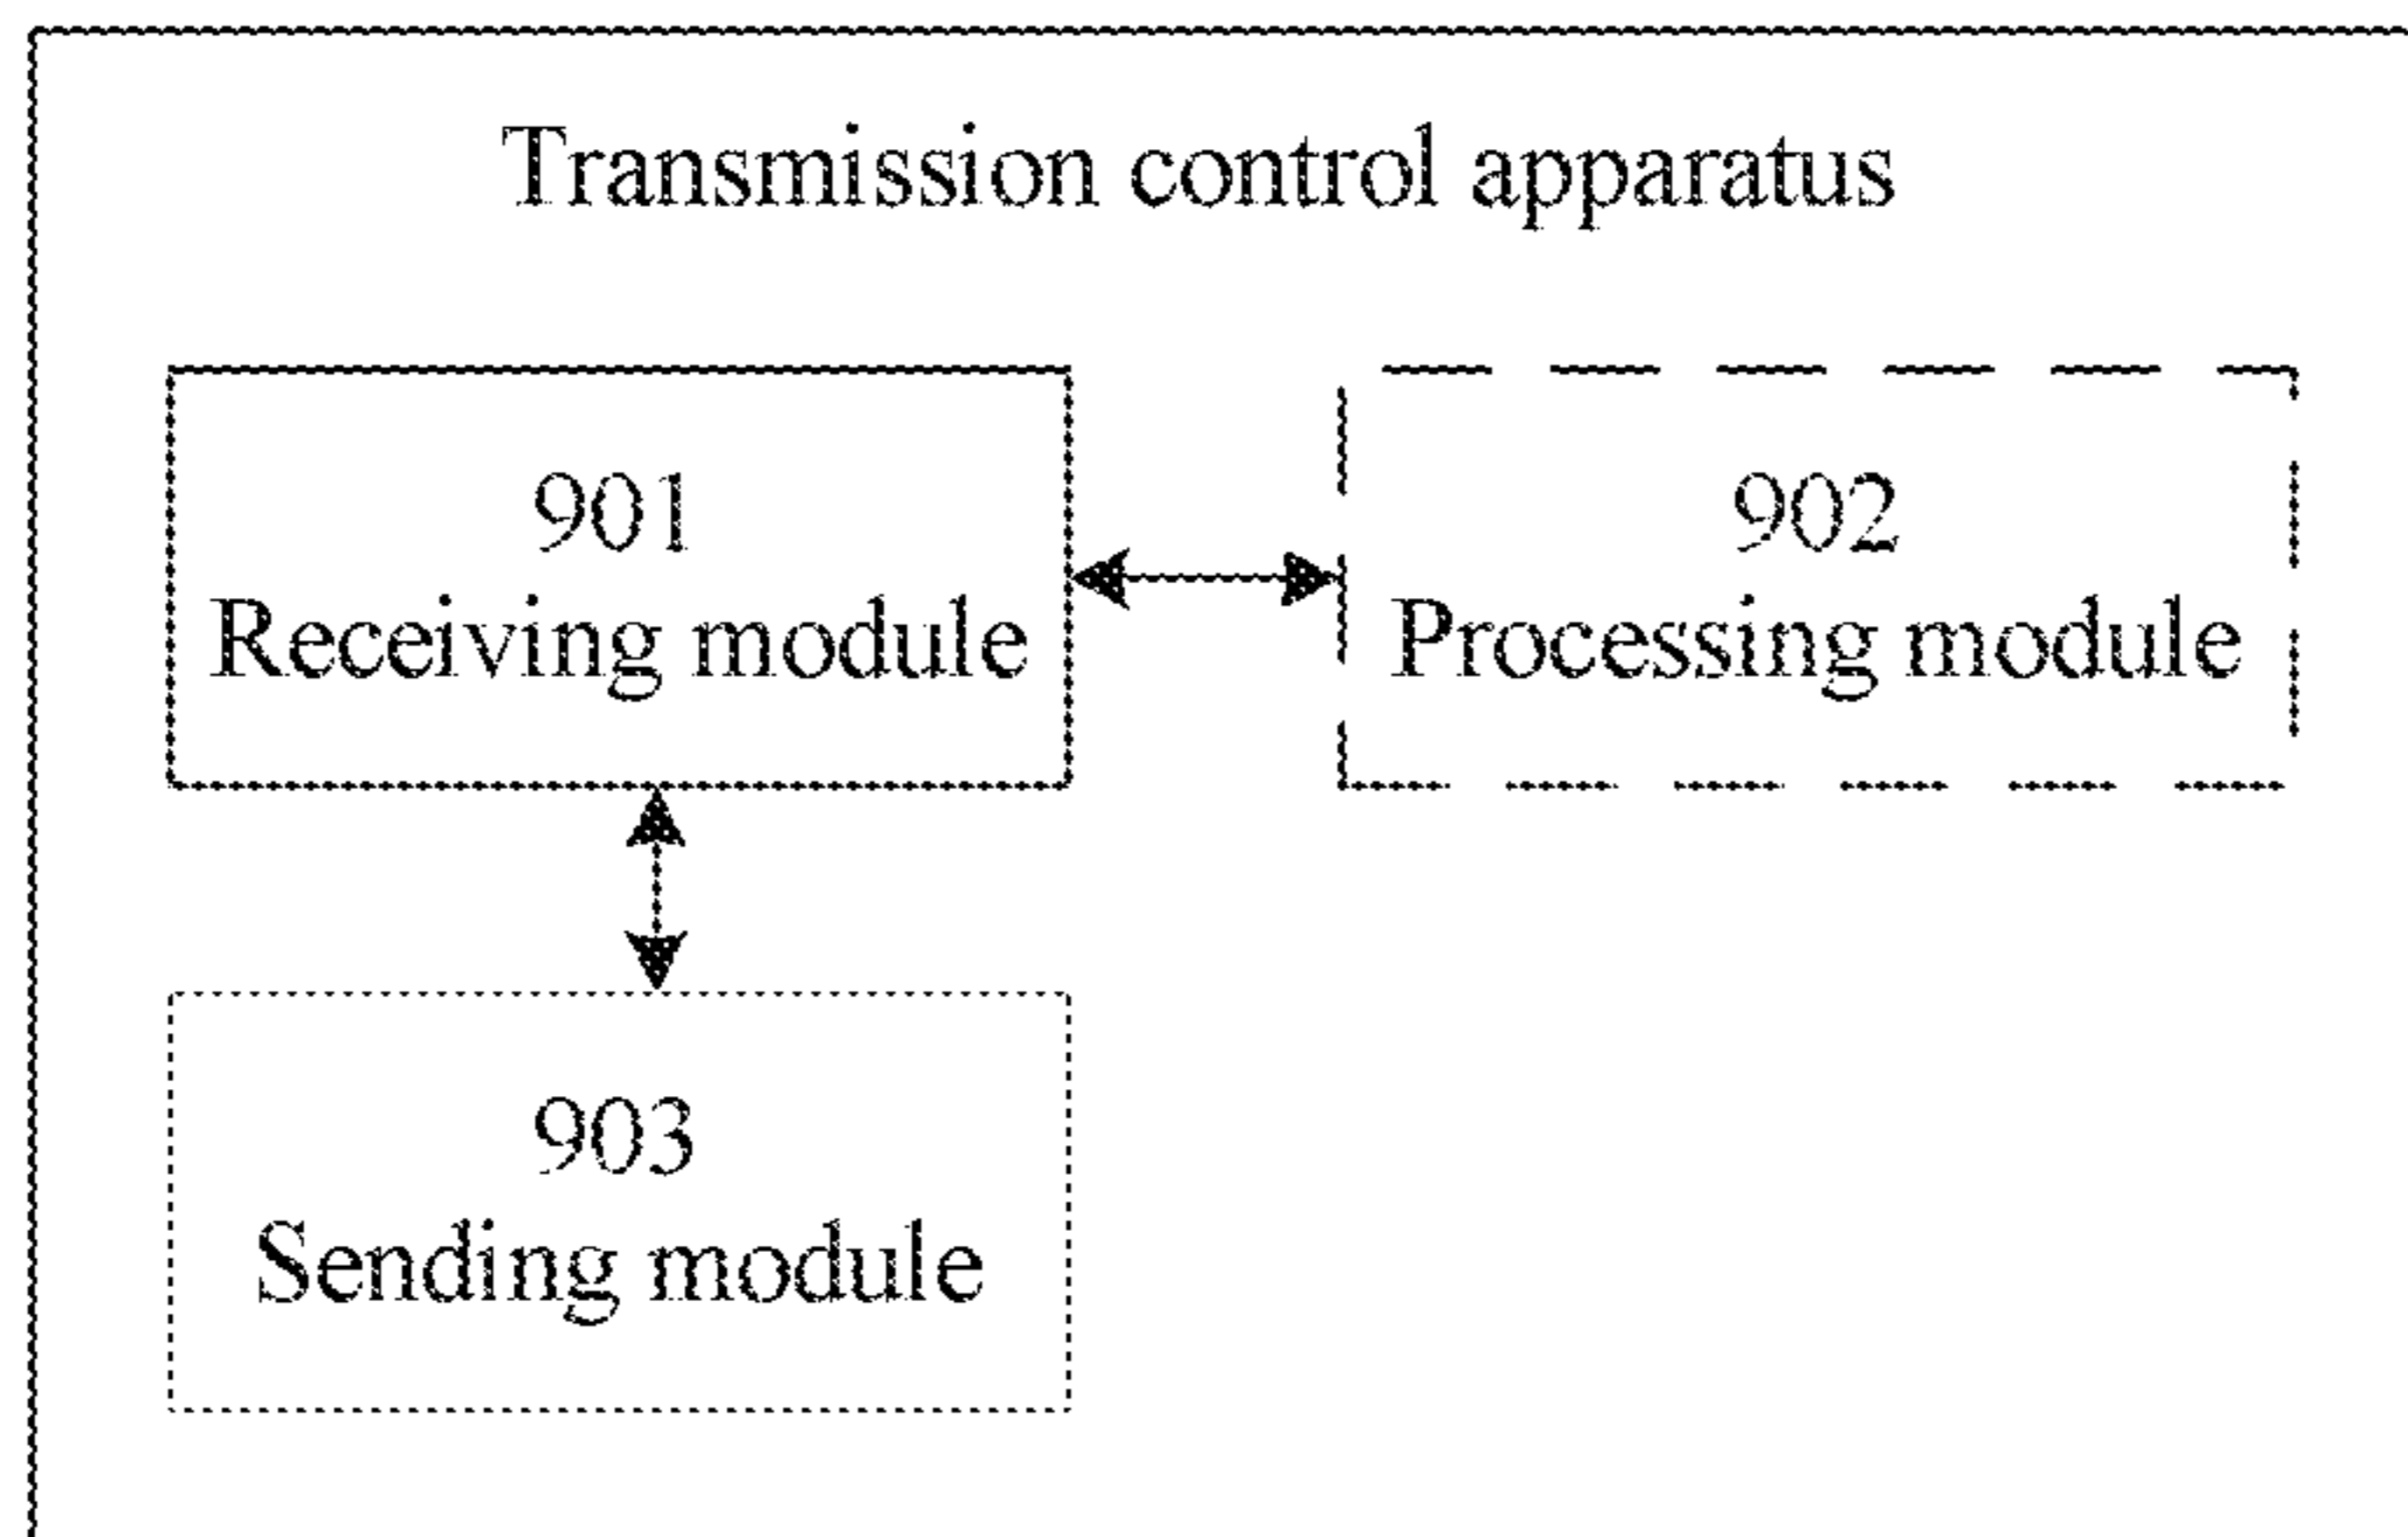 Transmission control apparatus
901
Receiving module
902
Processing module
903
Sending module